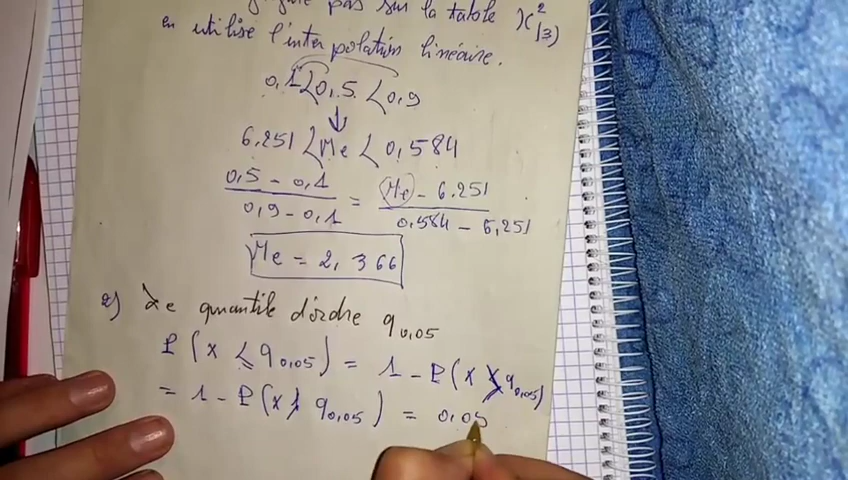 pas sur la table χ²(3)
on utilise l'interpolation linéaire.
0,1 < 0,5 < 0,9
↓
6.251 < Me < 0,584
0,5 - 0,1 / 0,9 - 0,1 = Me - 6.251 / 0,584 - 6,251
Me = 2,366
2) Le quantile d'ordre q0,05
P(X ≤ q0,05) = 1 - P(X > q0,05)
= 1 - P(X > q0,05) = 0,05